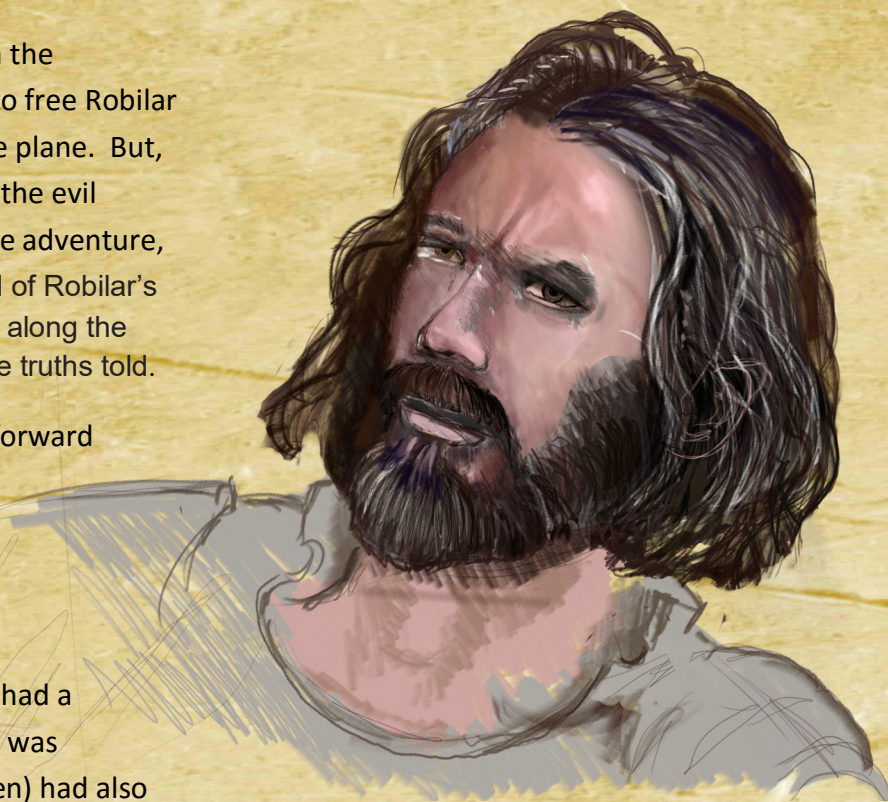 the
to free Robilar
e plane.  But,
the evil
e adventure,
of Robilar’s
along the
e truths told.
orward
had a
was
en) had also